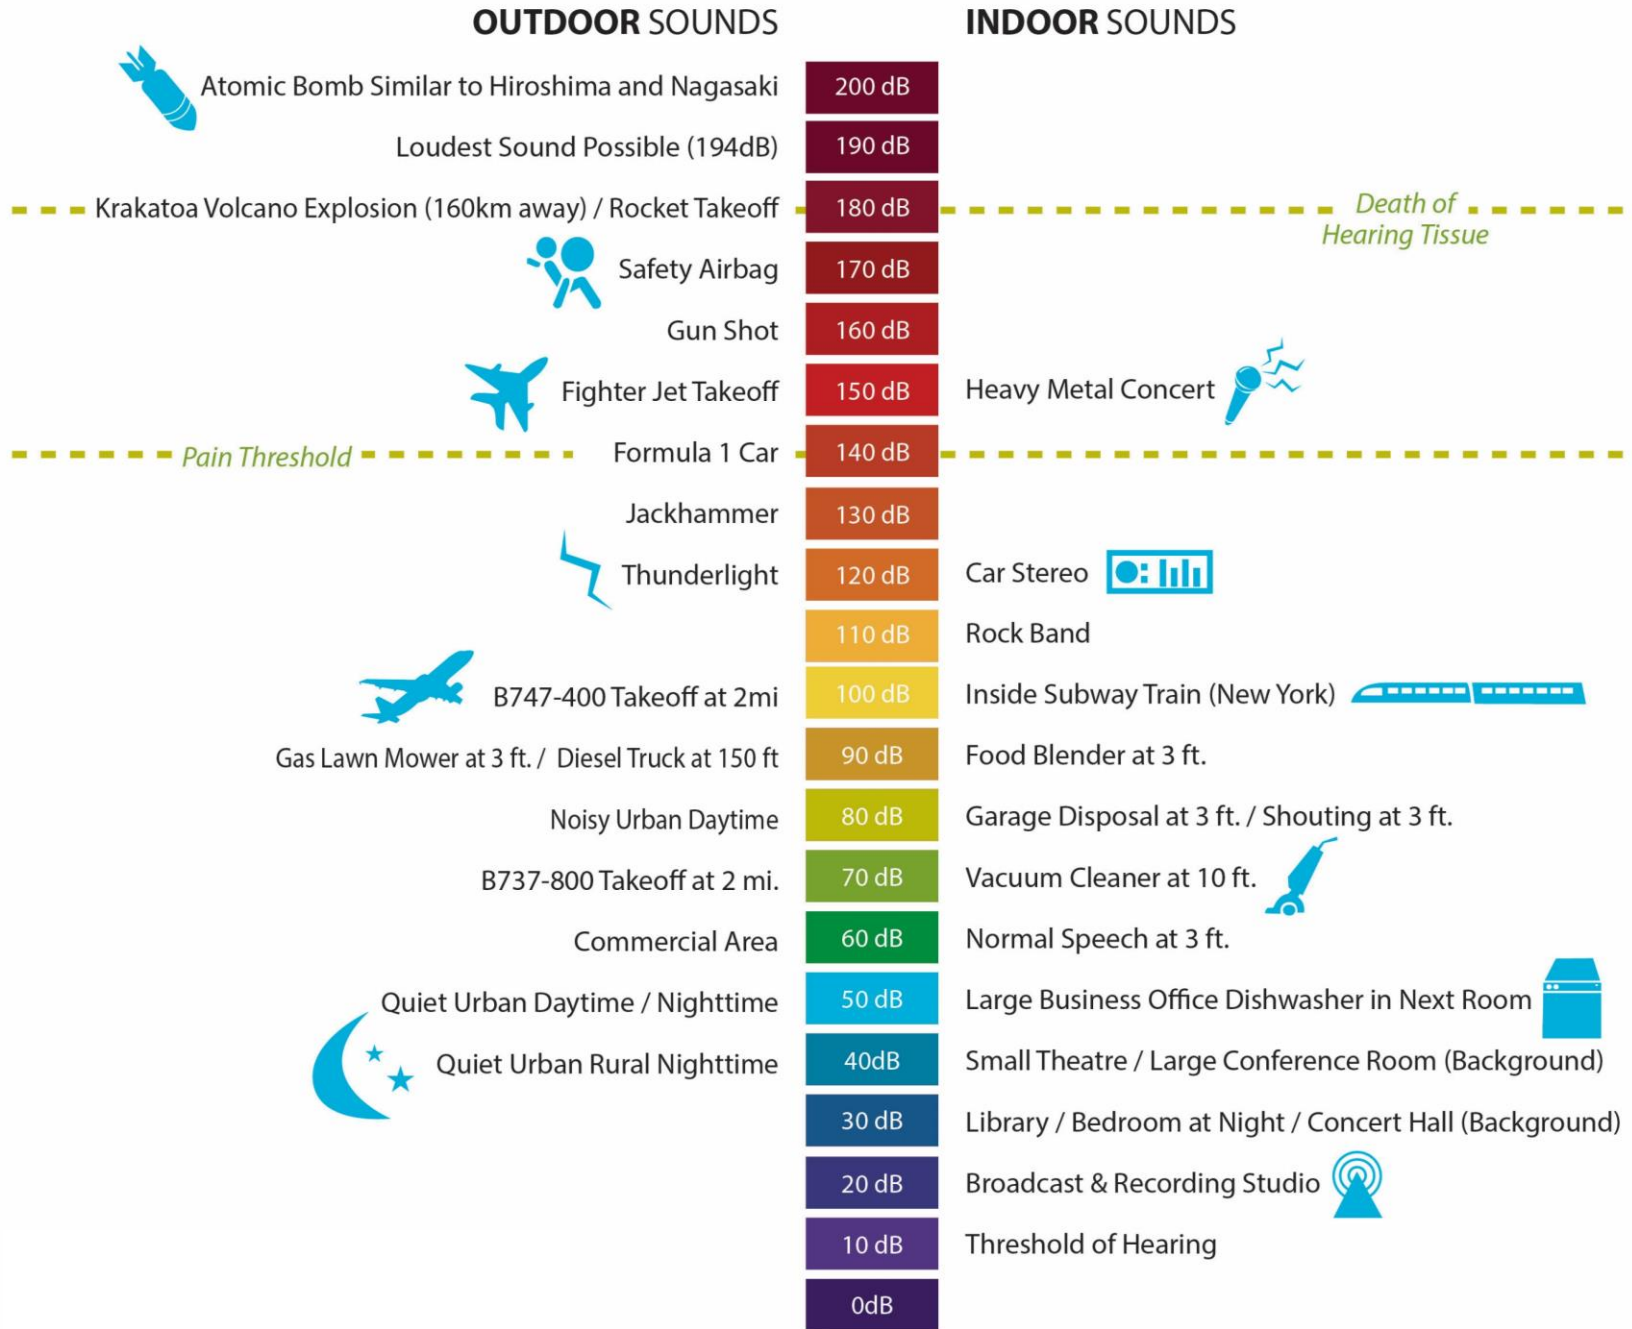 OUTDOOR SOUNDS INDOOR SOUNDS
Atomic Bomb Similar to Hiroshima and Nagasaki 200 dB
Loudest Sound Possible (194dB) 190 dB
Krakatoa Volcano Explosion (160km away) / Rocket Takeoff 180 dB Death of
Hearing Tissue
Safety Airbag 170 dB
Gun Shot 160 dB
Fighter Jet Takeoff 150 dB Heavy Metal Concert
Pain Threshold Formula 1 Car 140 dB
Jackhammer 130 dB
Thunderlight 120 dB Car Stereo
110 dB Rock Band
B747-400 Takeoff at 2mi 100 dB Inside Subway Train (New York)
Gas Lawn Mower at 3 ft. / Diesel Truck at 150 ft 90 dB Food Blender at 3 ft.
Noisy Urban Daytime 80 dB Garage Disposal at 3 ft. / Shouting at 3 ft.
B737-800 Takeoff at 2 mi. 70 dB Vacuum Cleaner at 10 ft.
Commercial Area 60 dB Normal Speech at 3 ft.
Quiet Urban Daytime / Nighttime 50 dB Large Business Office Dishwasher in Next Room
Quiet Urban Rural Nighttime 40dB Small Theatre / Large Conference Room (Background)
30 dB Library / Bedroom at Night / Concert Hall (Background)
20 dB Broadcast & Recording Studio
10 dB Threshold of Hearing
0dB